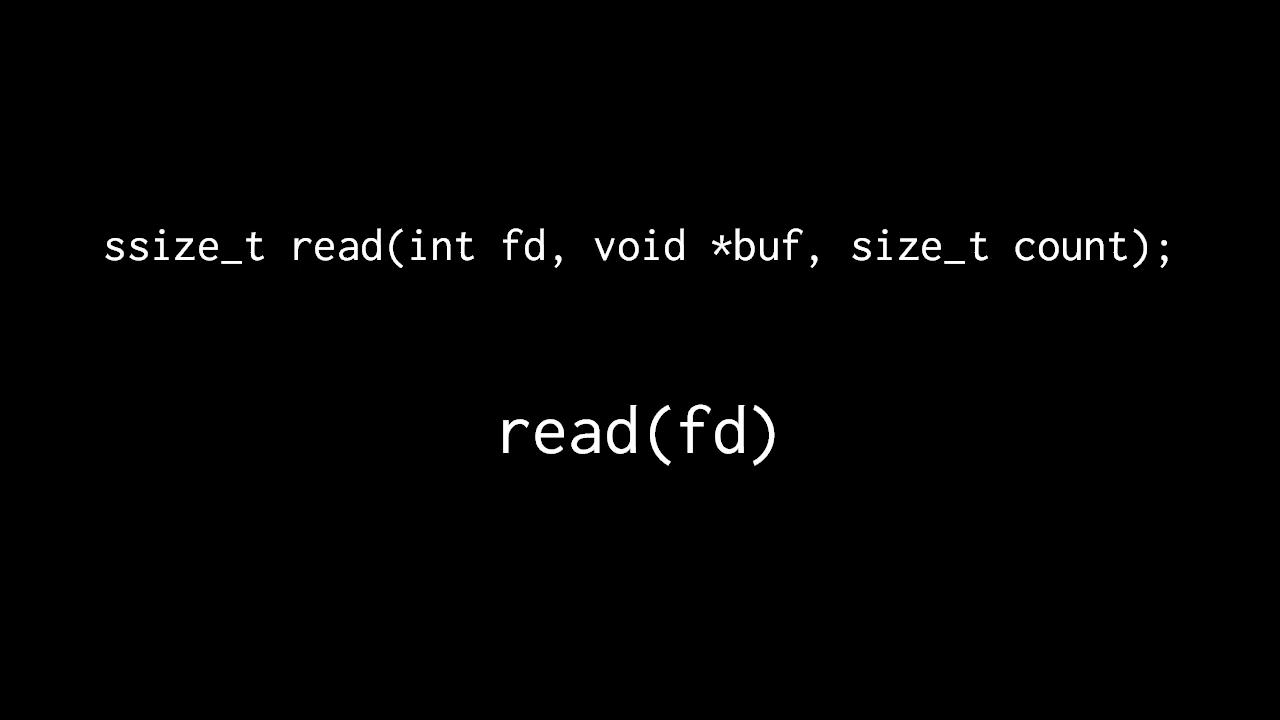 ssize_t read(int fd, void *buf, size_t count);
read(fd)